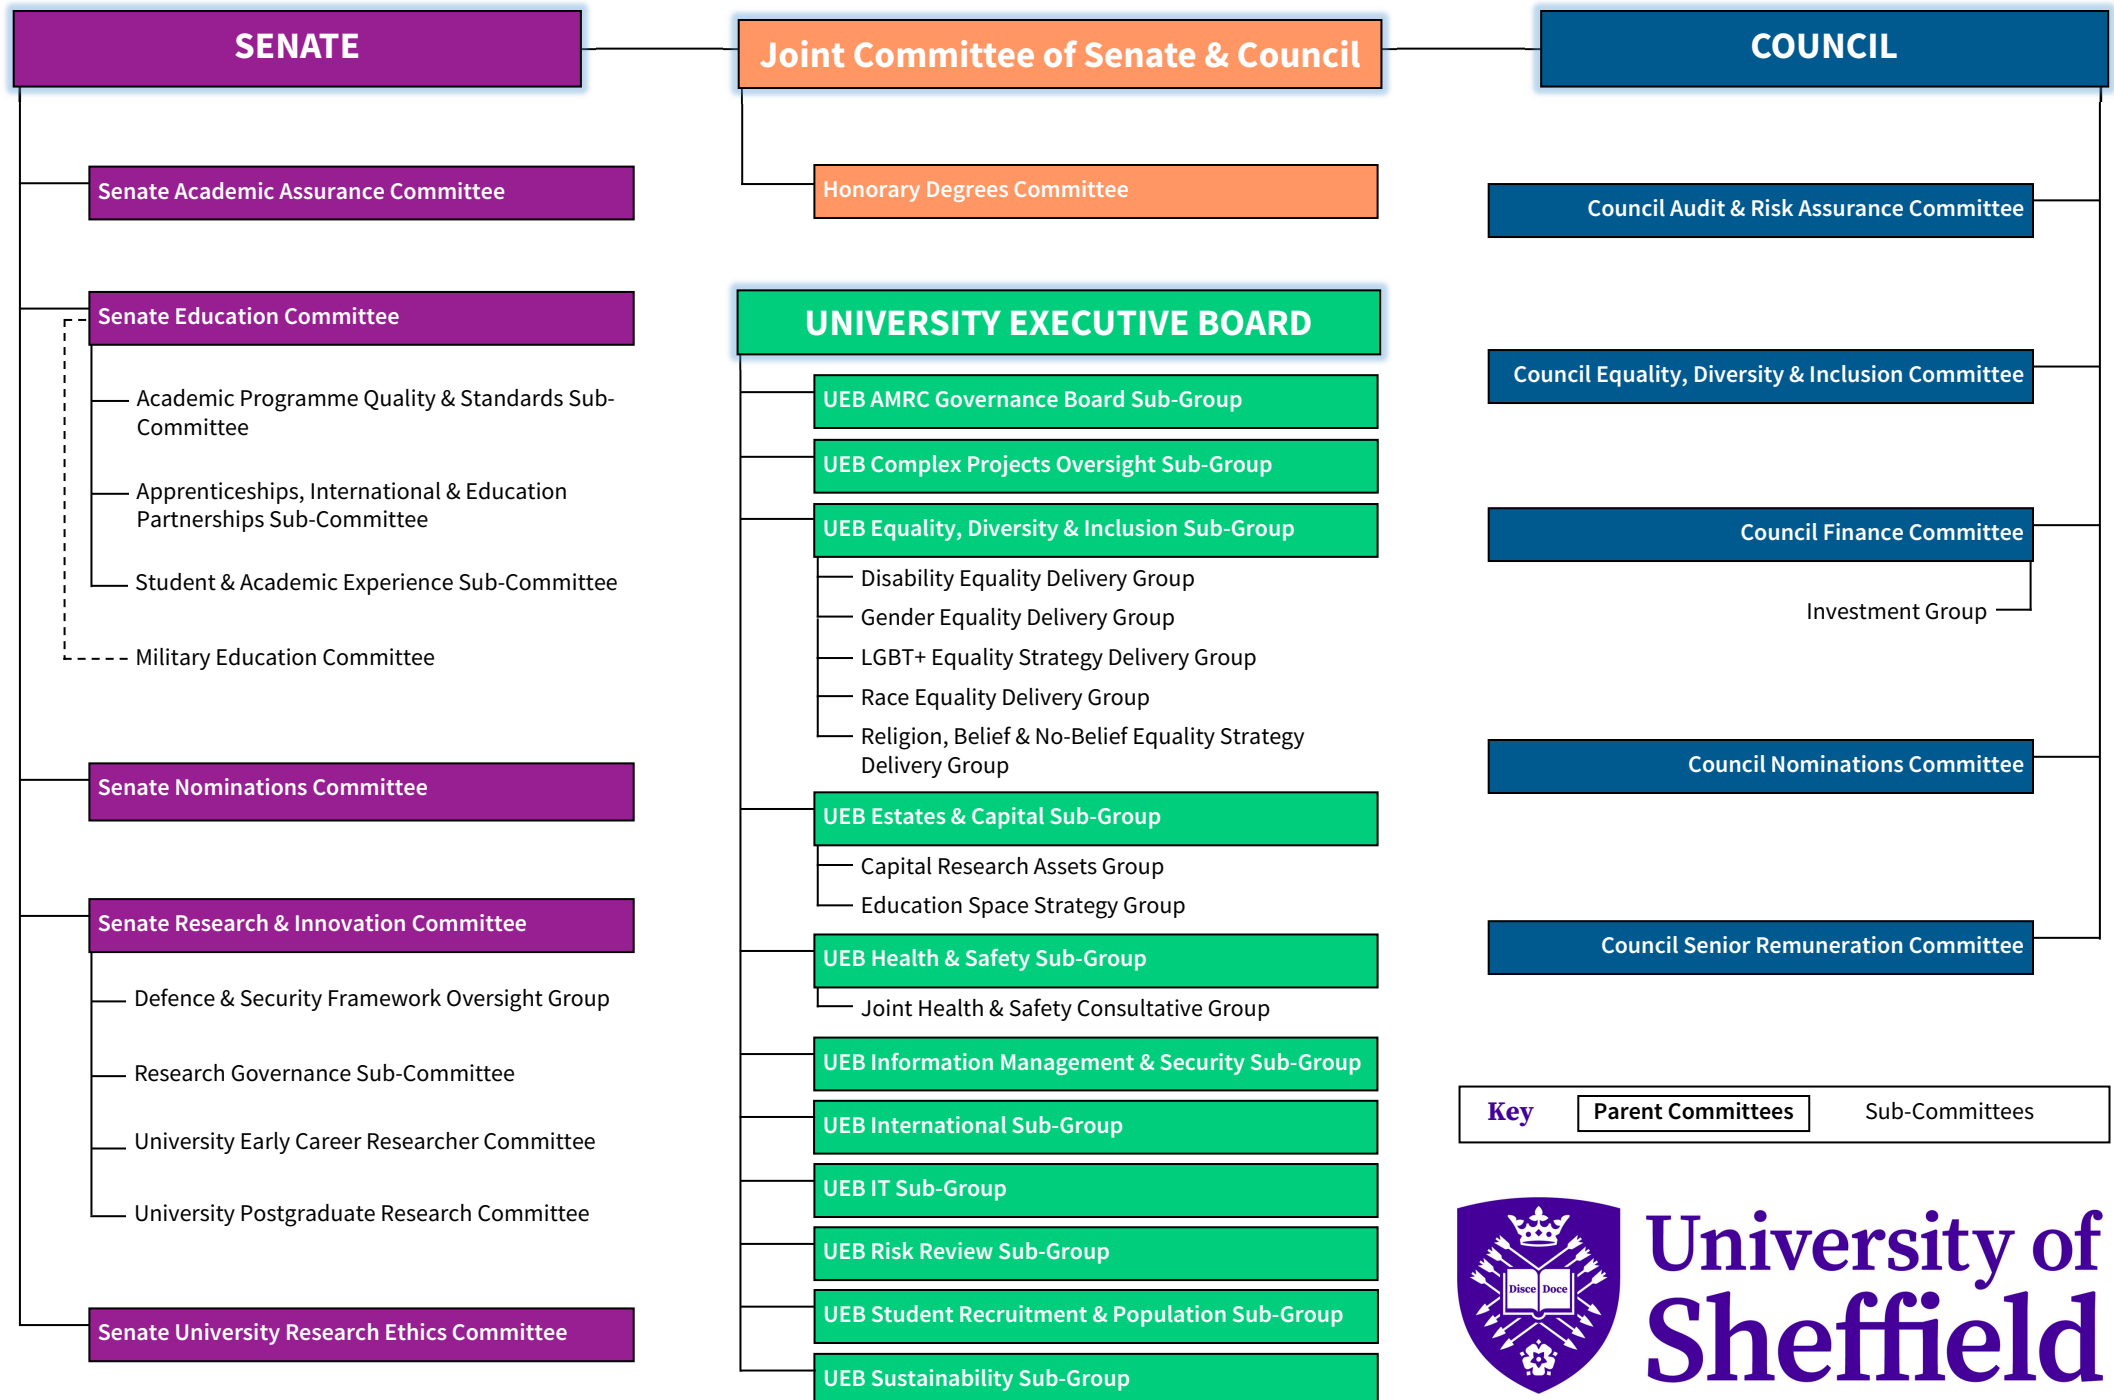 SENATE
Joint Committee of Senate & Council
COUNCIL
Senate Academic Assurance Committee
Senate Education Committee
Academic Programme Quality & Standards Sub-
Committee
Apprenticeships, International & Education
Partnerships Sub-Committee
Student & Academic Experience Sub-Committee
Military Education Committee
Senate Nominations Committee
Senate Research & Innovation Committee
Defence & Security Framework Oversight Group
Research Governance Sub-Committee
University Early Career Researcher Committee
University Postgraduate Research Committee
Senate University Research Ethics Committee
Honorary Degrees Committee
UNIVERSITY EXECUTIVE BOARD
UEB AMRC Governance Board Sub-Group
UEB Complex Projects Oversight Sub-Group
UEB Equality, Diversity & Inclusion Sub-Group
Disability Equality Delivery Group
Gender Equality Delivery Group
LGBT+ Equality Strategy Delivery Group
Race Equality Delivery Group
Religion, Belief & No-Belief Equality Strategy
Delivery Group
UEB Estates & Capital Sub-Group
Capital Research Assets Group
Education Space Strategy Group
UEB Health & Safety Sub-Group
Joint Health & Safety Consultative Group
UEB Information Management & Security Sub-Group
UEB International Sub-Group
UEB IT Sub-Group
UEB Risk Review Sub-Group
UEB Student Recruitment & Population Sub-Group
UEB Sustainability Sub-Group
Council Audit & Risk Assurance Committee
Council Equality, Diversity & Inclusion Committee
Council Finance Committee
Investment Group
Council Nominations Committee
Council Senior Remuneration Committee
Key
Parent Committees
Sub-Committees
Disce Doce
University of
Sheffield